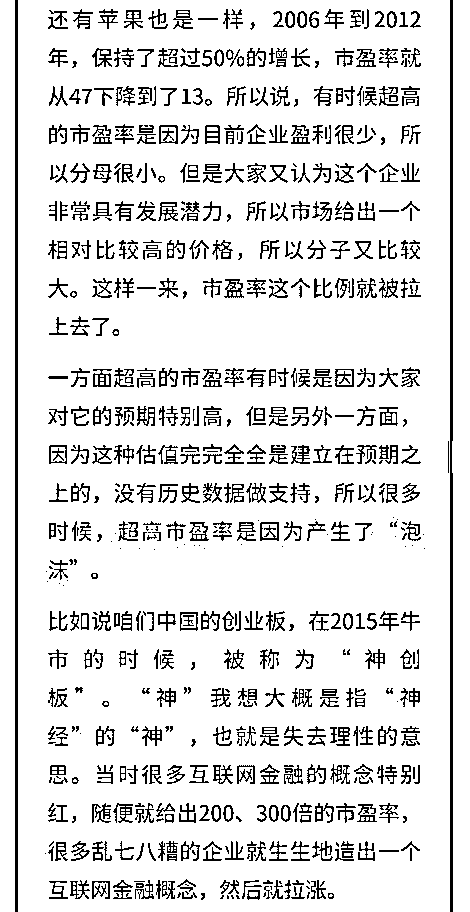 还有苹果也是一样，2006年到2012
年，保持了超过50%的增长，市盈率就
从47下降到了13。所以说，有时候超高
的市盈率是因为目前企业盈利很少，所
以分母很小。但是大家又认为这个企业
非常具有发展潜力，所以市场给出一个
相对比较高的价格，所以分子又比较
大。这样一来，市盈率这个比例就被拉
上去了。
一方面超高的市盈率有时候是因为大家
对它的预期特别高，但是另外一方面，
因为这种估值完完全全是建立在预期之
上的，没有历史数据做支持，所以很多
时候，超高市盈率是因为产生了“泡
沫”。
比如说咱们中国的创业板，在2015年牛
市的时候，被称为“神创
板”。“神”我想大概是指“神
经”的“神”，也就是失去理性的意
思。当时很多互联网金融的概念特别
红，随便就给出200、300倍的市盈率，
很多乱七八糟的企业就生生地造出一个
互联网金融概念，然后就拉涨。